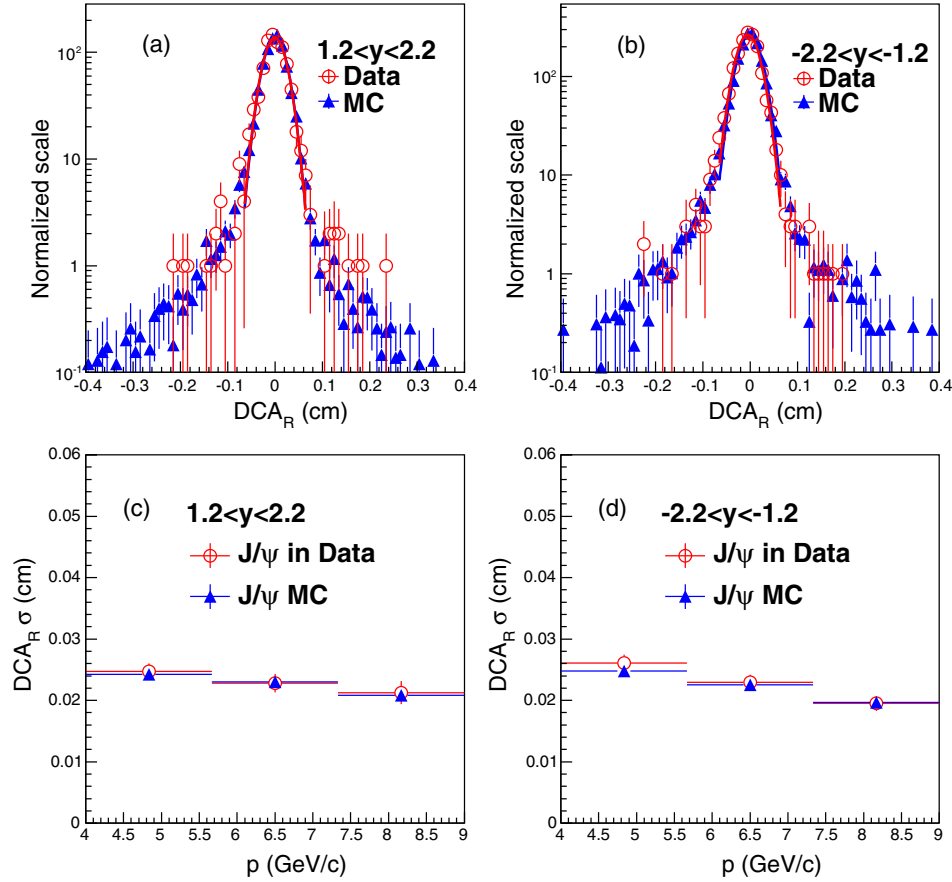 (a)
1.2<y<2.2
Data
MC
Normalized scale
10²
10
1
10⁻¹
-0.4 -0.3 -0.2 -0.1 0 0.1 0.2 0.3 0.4
DCA_R (cm)
(b)
-2.2<y<-1.2
Data
MC
Normalized scale
10²
10
1
10⁻¹
-0.4 -0.3 -0.2 -0.1 0 0.1 0.2 0.3 0.4
DCA_R (cm)
(c)
1.2<y<2.2
J/ψ in Data
J/ψ MC
DCA_R σ (cm)
0.06
0.05
0.04
0.03
0.02
0.01
0
4 4.5 5 5.5 6 6.5 7 7.5 8 8.5 9
p (GeV/c)
(d)
-2.2<y<-1.2
J/ψ in Data
J/ψ MC
DCA_R σ (cm)
0.06
0.05
0.04
0.03
0.02
0.01
0
4 4.5 5 5.5 6 6.5 7 7.5 8 8.5 9
p (GeV/c)